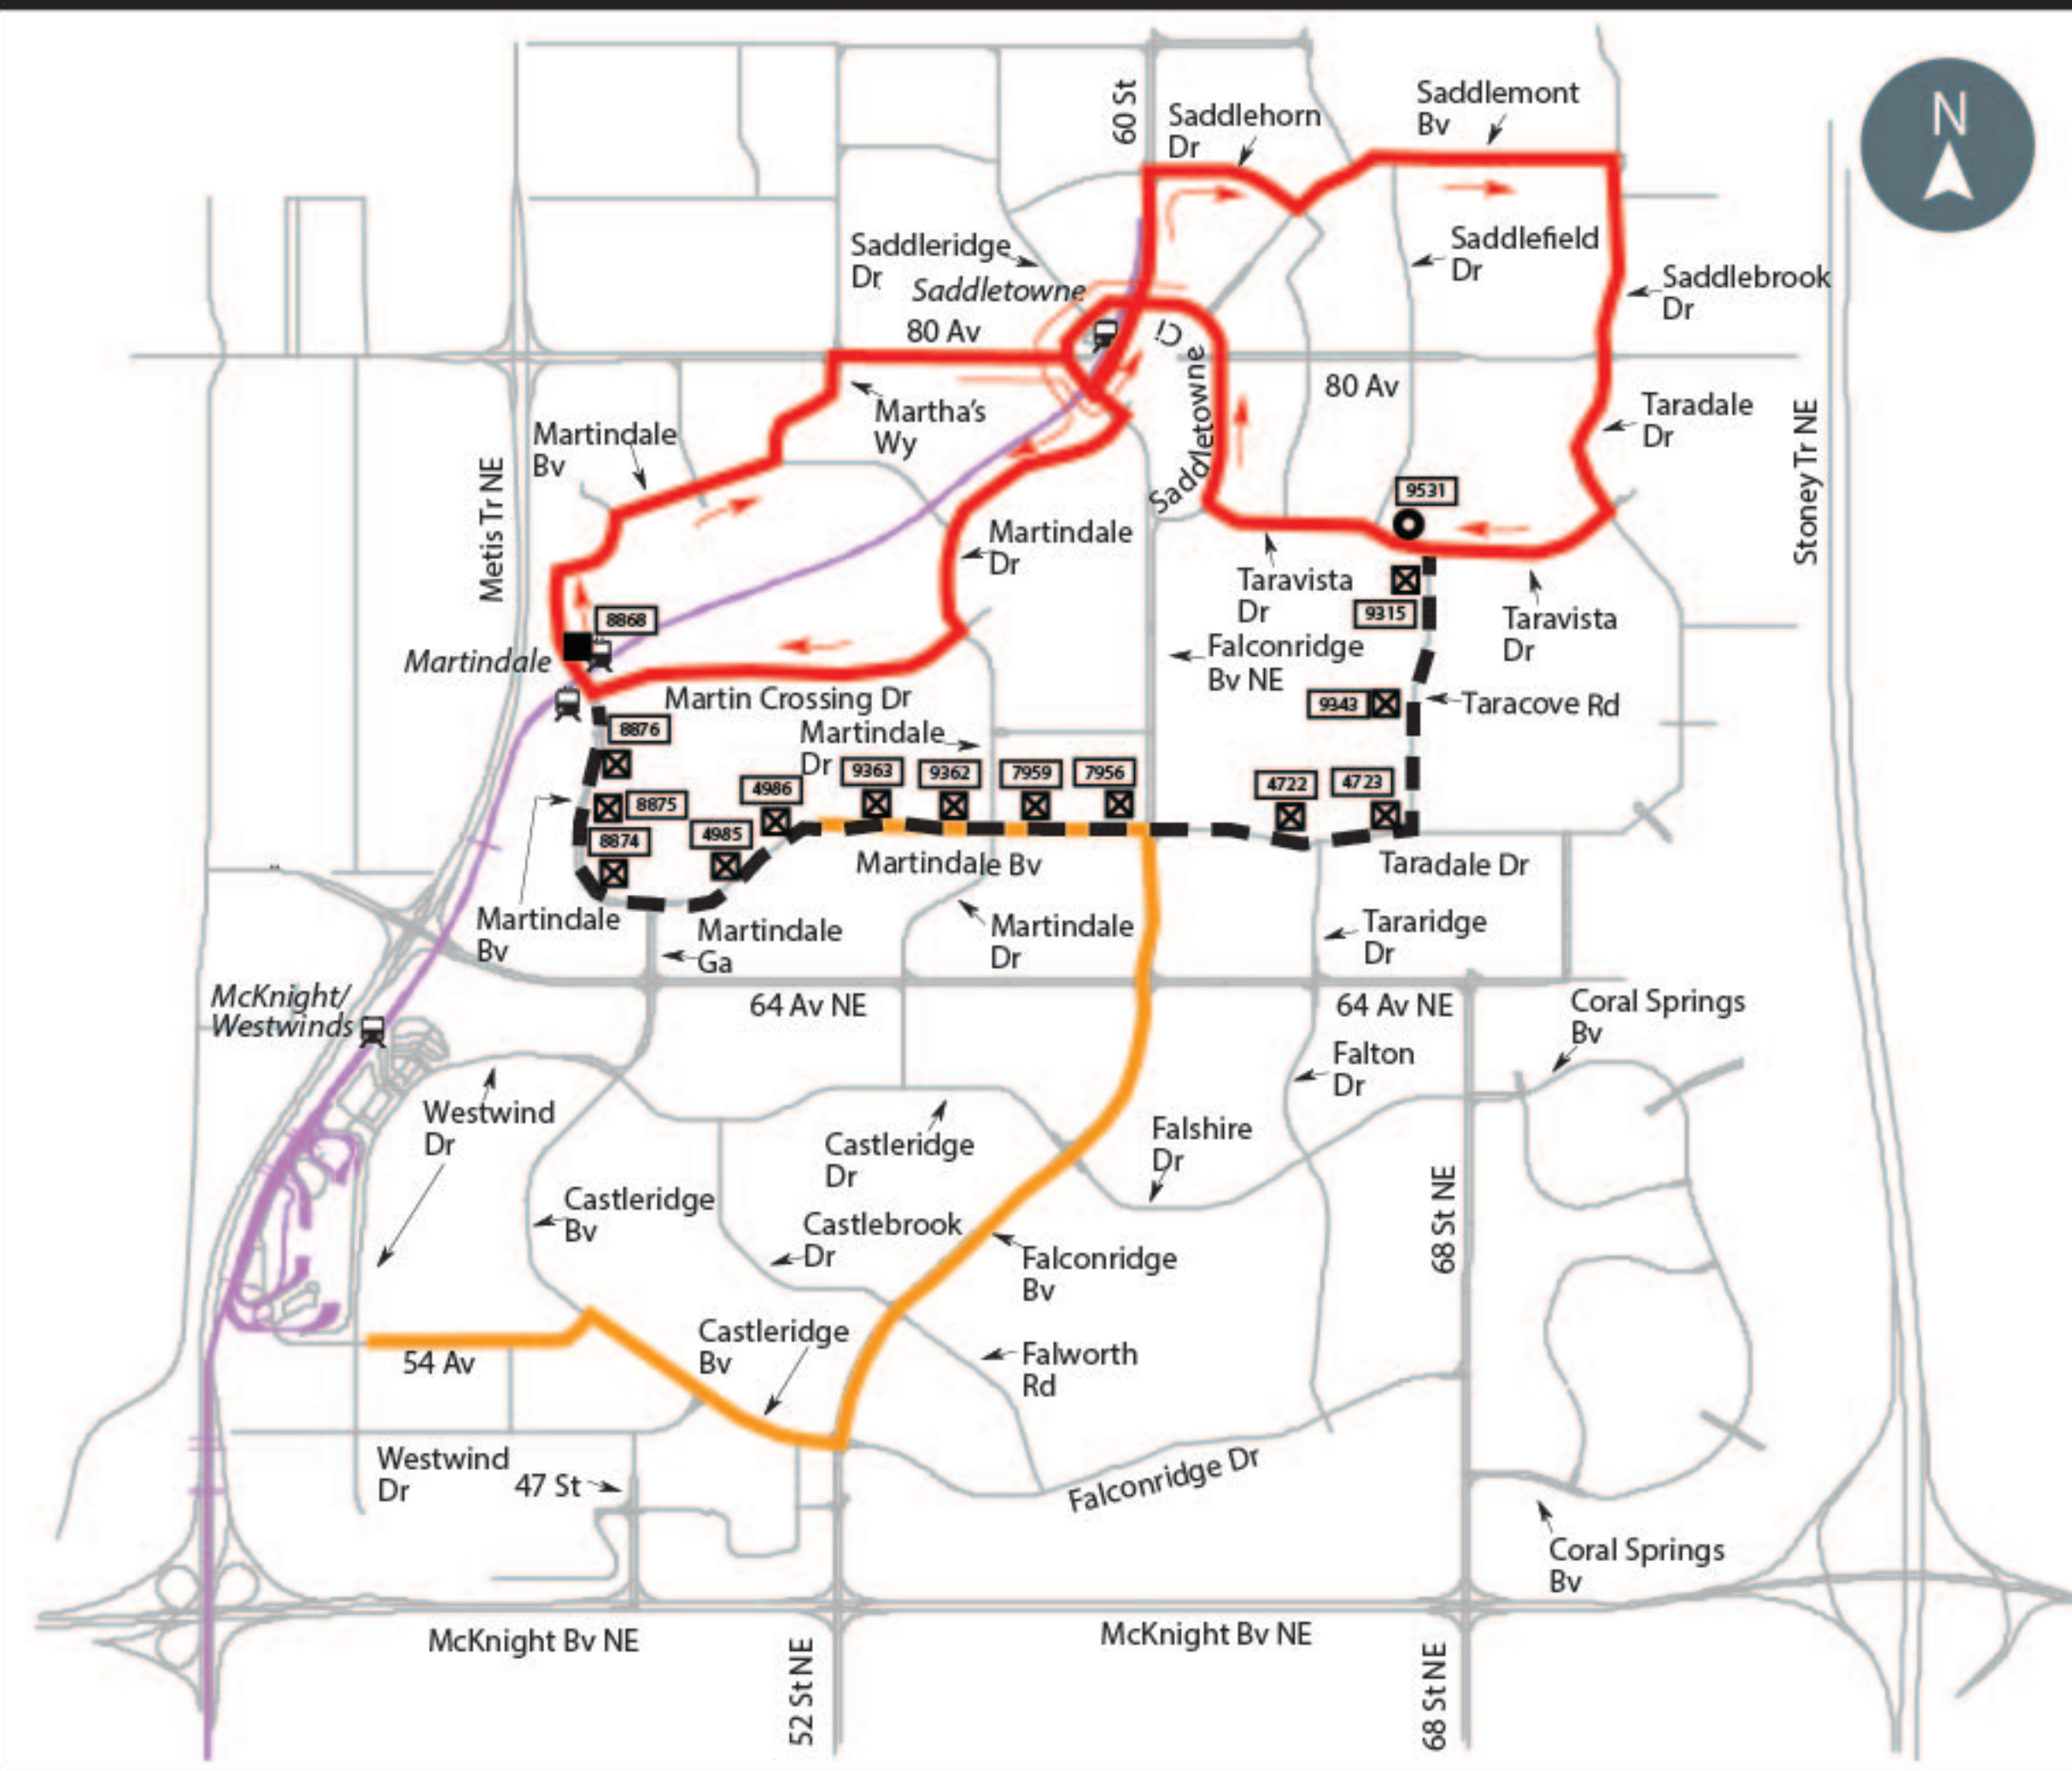 N
60 St
Saddlehorn
Dr
Saddlemont
Bv
Saddleridge
Dr
Saddletowne
Saddlefield
Dr
Saddlebrook
Dr
80 Av
Saddletowne Ci
80 Av
Martha's
Wy
Taradale
Dr
Martindale
Bv
Metis Tr NE
Stoney Tr NE
9531
Martindale
Dr
Taravista
Dr
9315
Taravista
Dr
8868
Martindale
Falconridge
Bv NE
Martin Crossing Dr
9343
Taracove Rd
8876
Martindale
Dr
9363
9362
7959
7956
4722
4723
4986
8875
8874
4985
Martindale Bv
Taradale Dr
Martindale
Bv
Martindale
Ga
Martindale
Dr
Tararidge
Dr
McKnight/
Westwinds
64 Av NE
64 Av NE
Coral Springs
Bv
Falton
Dr
Westwind
Dr
Castleridge
Dr
Falshire
Dr
Castleridge
Bv
Castlebrook
Dr
Falconridge
Bv
68 St NE
54 Av
Castleridge
Bv
Falworth
Rd
Westwind
Dr
47 St
Falconridge Dr
Coral Springs
Bv
McKnight Bv NE
McKnight Bv NE
52 St NE
68 St NE